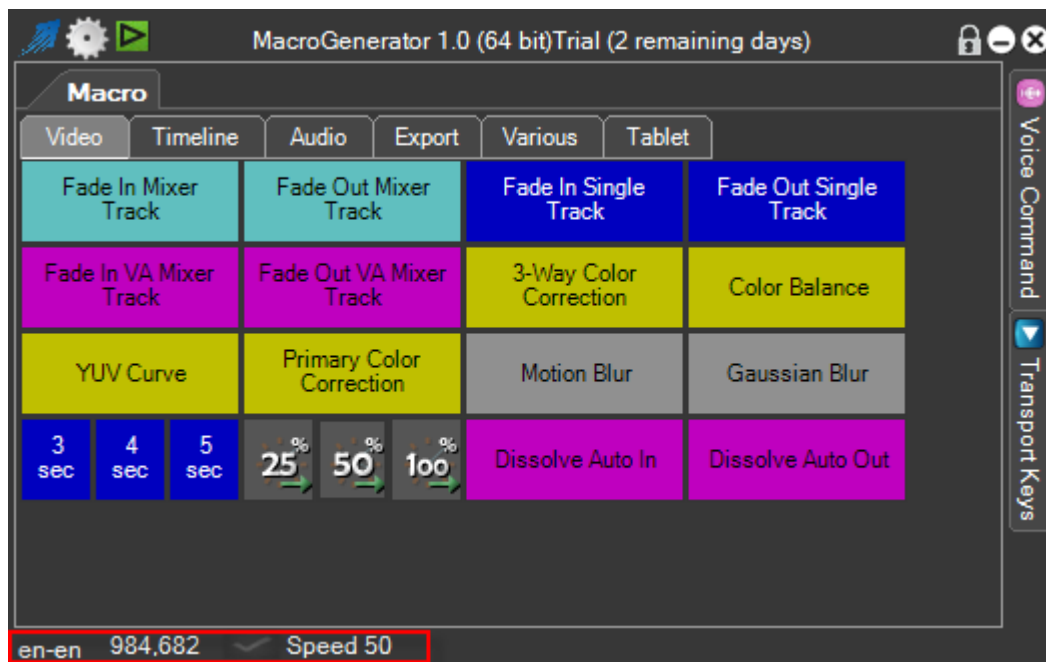 MacroGenerator 1.0 (64 bit)Trial (2 remaining days)
Macro
Video Timeline Audio Export Various Tablet
Fade In Mixer
Track
Fade Out Mixer
Track
Fade In Single
Track
Fade Out Single
Track
Fade In VA Mixer
Track
Fade Out VA Mixer
Track
3-Way Color
Correction
Color Balance
YUV Curve
Primary Color
Correction
Motion Blur
Gaussian Blur
3
sec
4
sec
5
sec
25%
50%
100%
Dissolve Auto In
Dissolve Auto Out
Voice Command
Transport Keys
en-en 984,682 Speed 50